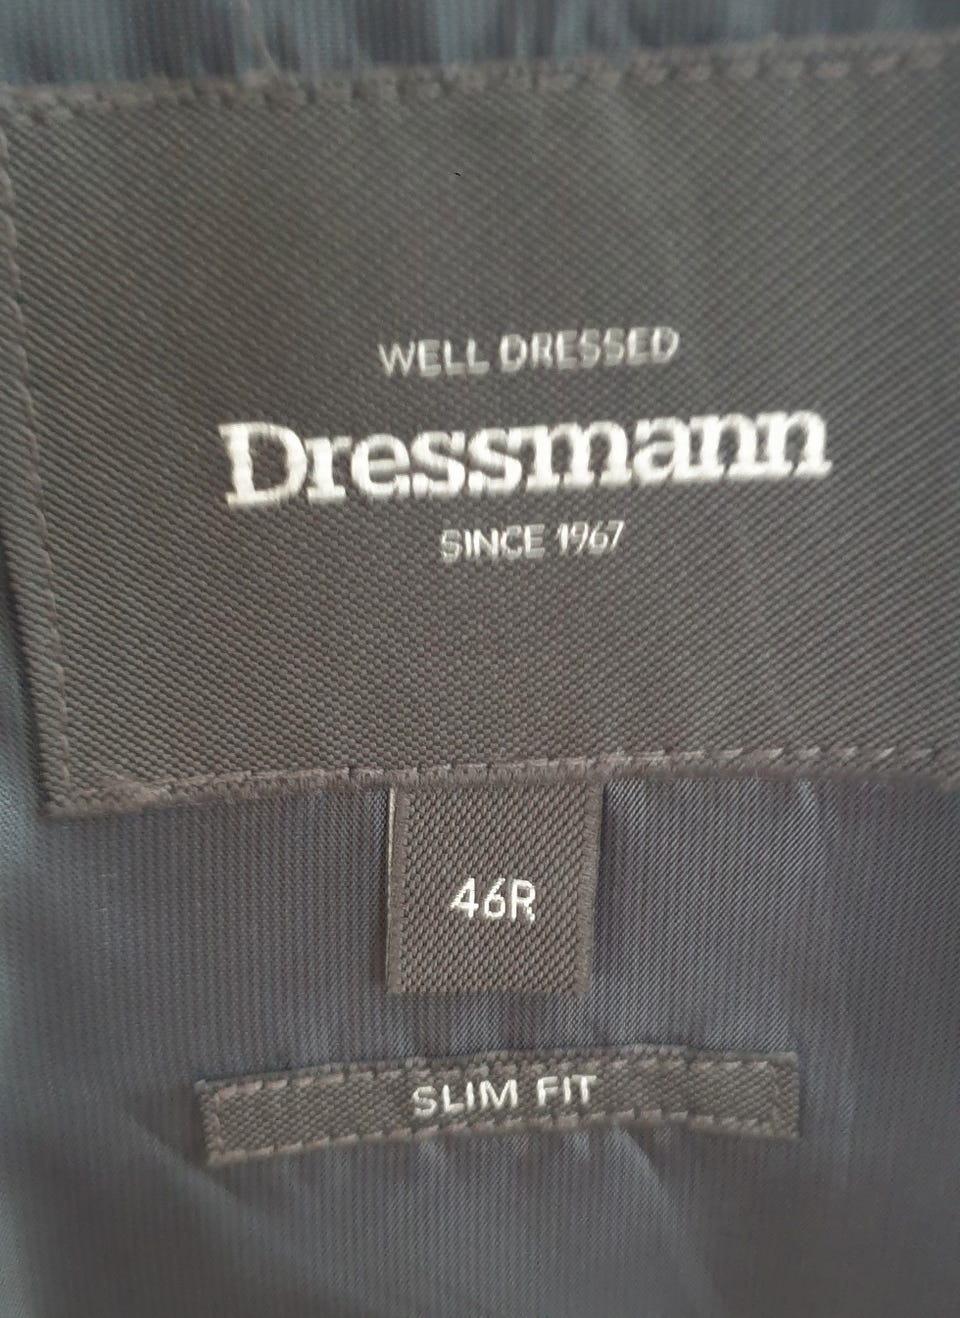 WELL DRESSED
Dressmann
SINCE 1967
46R
SLIM FIT